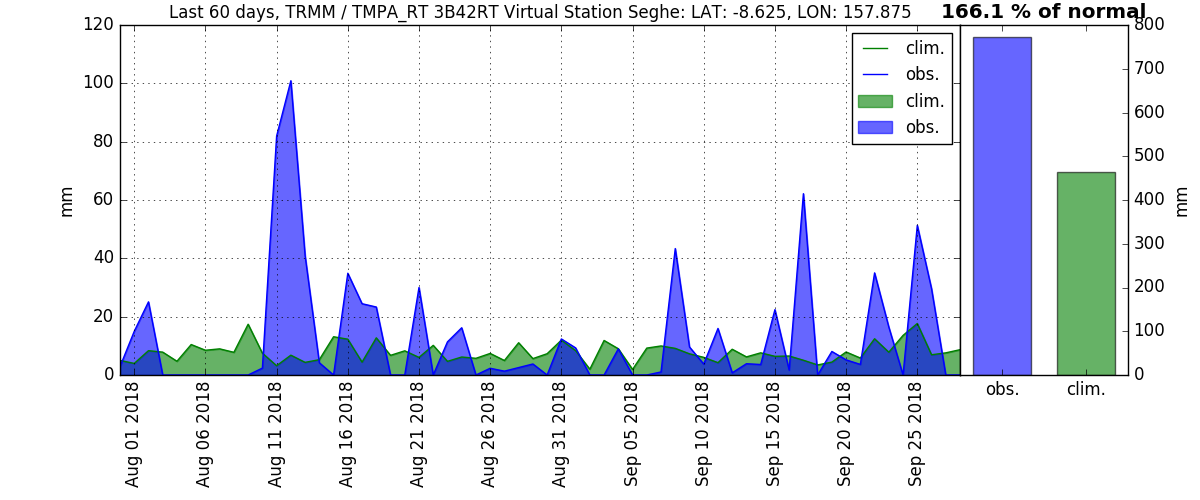 Last 60 days, TRMM / TMPA_RT 3B42RT Virtual Station Seghe: LAT: -8.625, LON: 157.875
166.1 % of normal
mm
120
100
80
60
40
20
0
clim.
obs.
clim.
obs.
Aug 01 2018
Aug 06 2018
Aug 11 2018
Aug 16 2018
Aug 21 2018
Aug 26 2018
Aug 31 2018
Sep 05 2018
Sep 10 2018
Sep 15 2018
Sep 20 2018
Sep 25 2018
800
700
600
500
400
300
200
100
0
mm
obs.
clim.